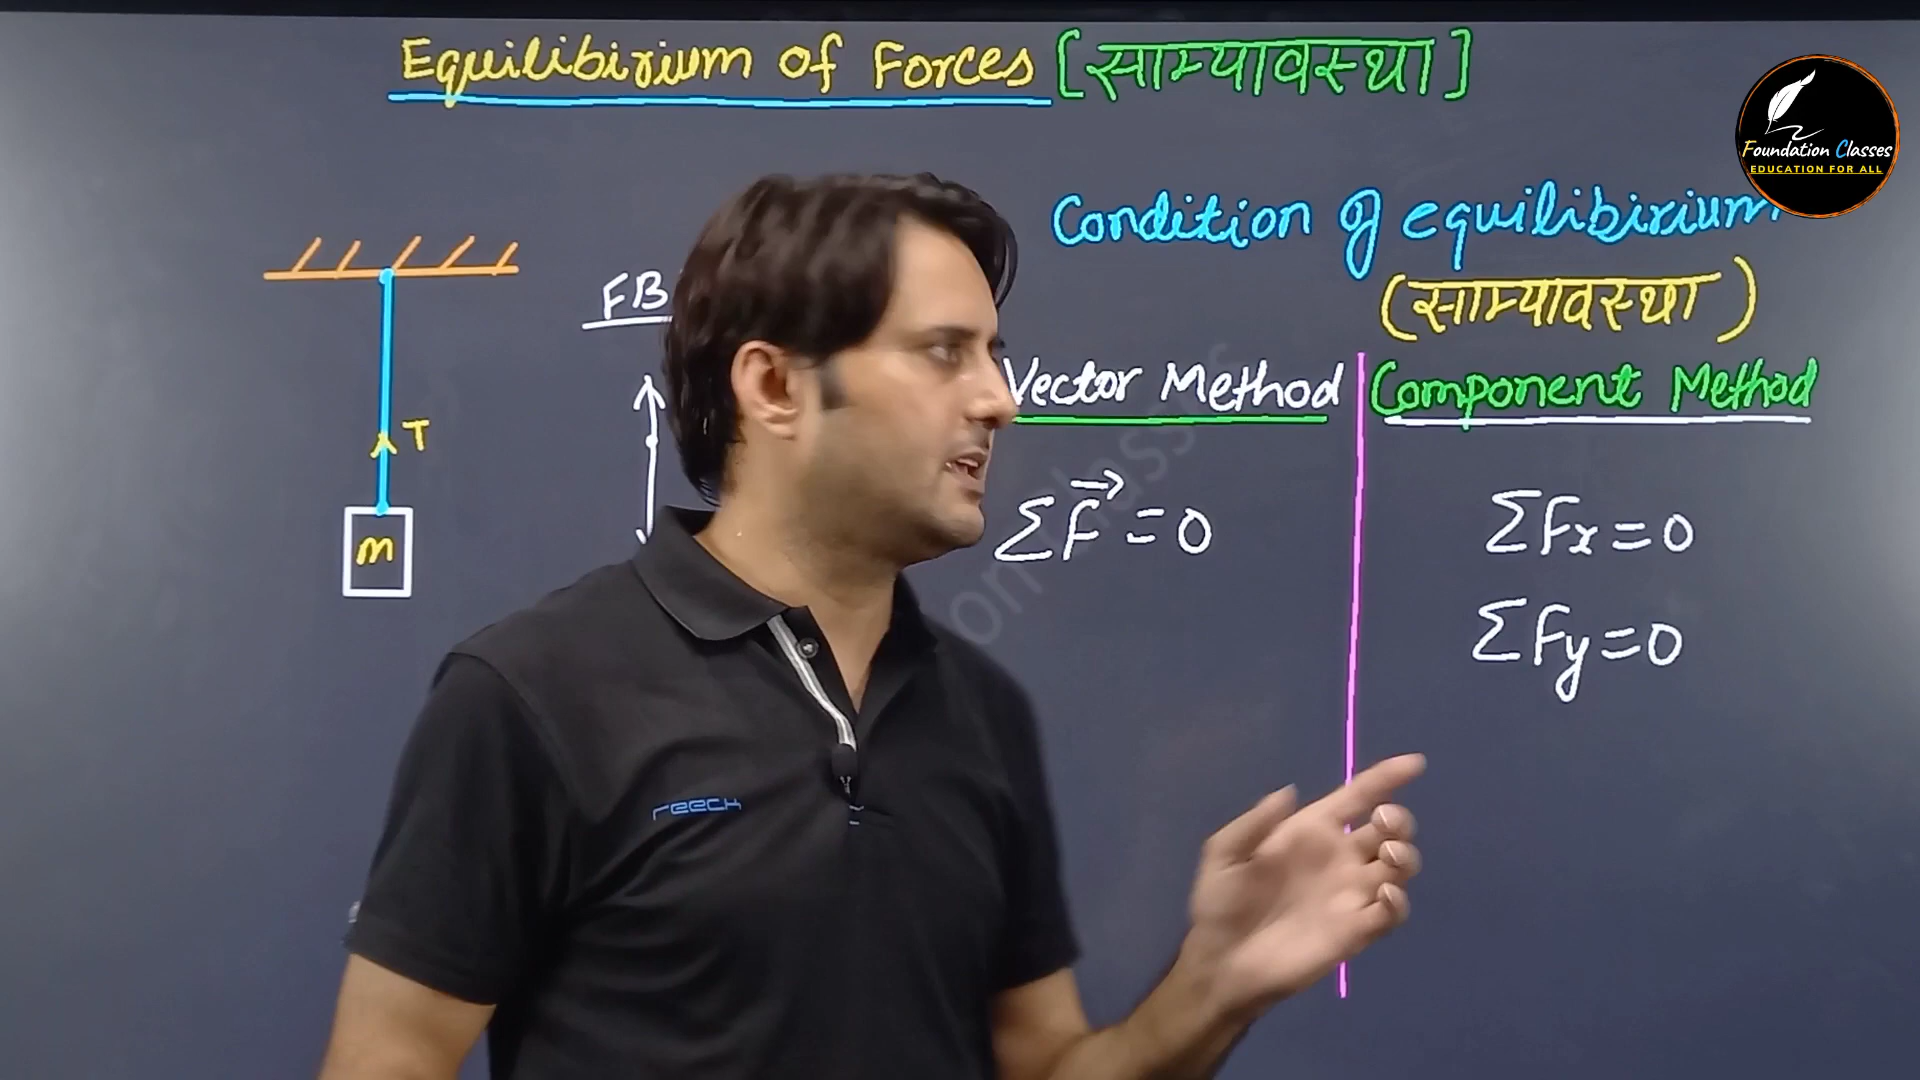 Equilibirium of Forces [साम्यावस्था]
Foundation Classes
EDUCATION FOR ALL
Condition of equilibirium
(साम्यावस्था)
FB
Vector Method
Component Method
T
m
ΣF⃗ = 0
ΣFx = 0
ΣFy = 0
reeck